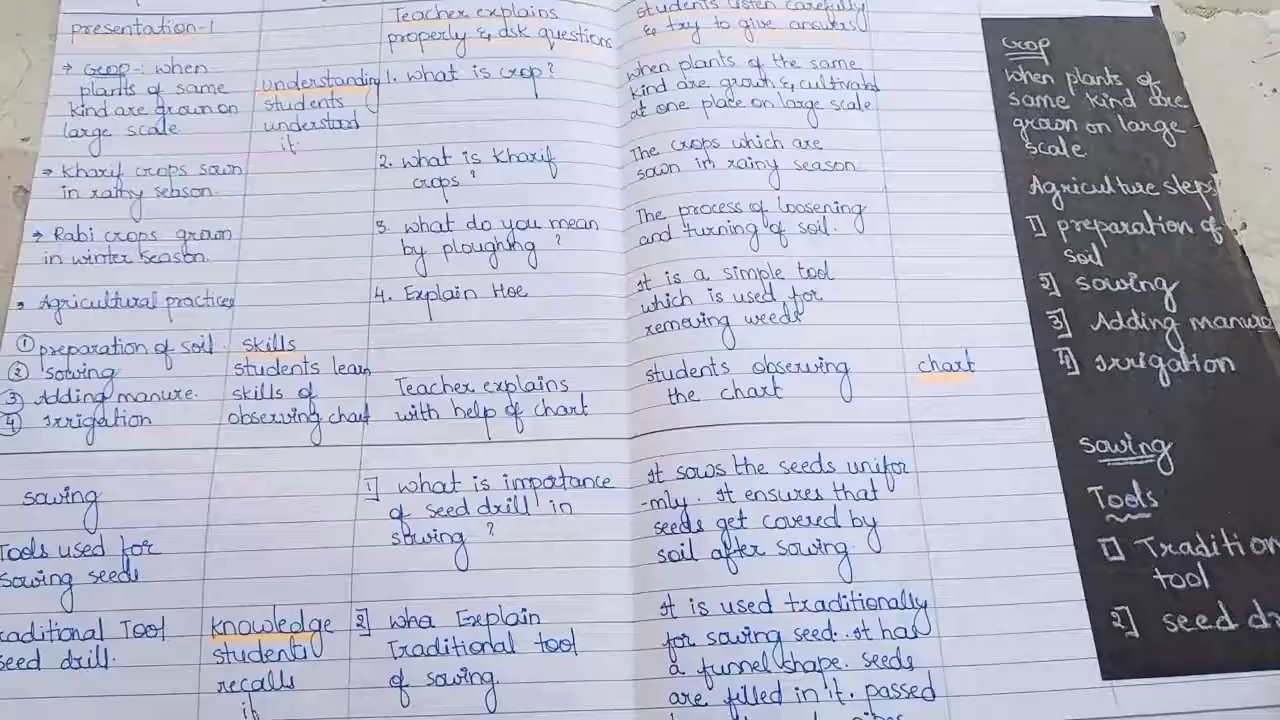 presentation-1
→ Crop:- when
plants of same
kind are grown on
large scale
→ Kharif crops sown
in rainy season.
→ Rabi crops grown
in winter season.
→ Agricultural practices
① preparation of soil.
② sowing
③ Adding manure.
④ Irrigation
sowing
Tools used for
sowing seeds
raditional Tool
seed drill.
understanding
students
understood
it.
skills
students learn
skills of
observing chart
knowledge
students
recalls
it
Teacher explains
properly & ask questions
1. what is crop?
2. what is Kharif
crops?
3. what do you mean
by ploughing?
4. Explain Hoe
Teacher explains
with help of chart
1] what is importance
of seed drill in
sowing?
2] wha Explain
Traditional tool
of sowing.
students listen carefully
& try to give answers
when plants of the same
kind are grown & cultivated
at one place on large scale
The crops which are
sown in rainy season
The process of loosening
and turning of soil.
It is a simple tool
which is used for
removing weeds
students observing
the chart
It sows the seeds unifor
-mly. It ensures that
seeds get covered by
soil after sowing.
It is used traditionally
for sowing seed. It has
a funnel shape. seeds
are filled in it. passed
chart
Crop
when plants of
same kind are
grown on large
scale
Agriculture steps
1] preparation of
soil
2] sowing
3] Adding manure
4] Irrigation
sowing
Tools
1] Tradition
tool
2] seed dr